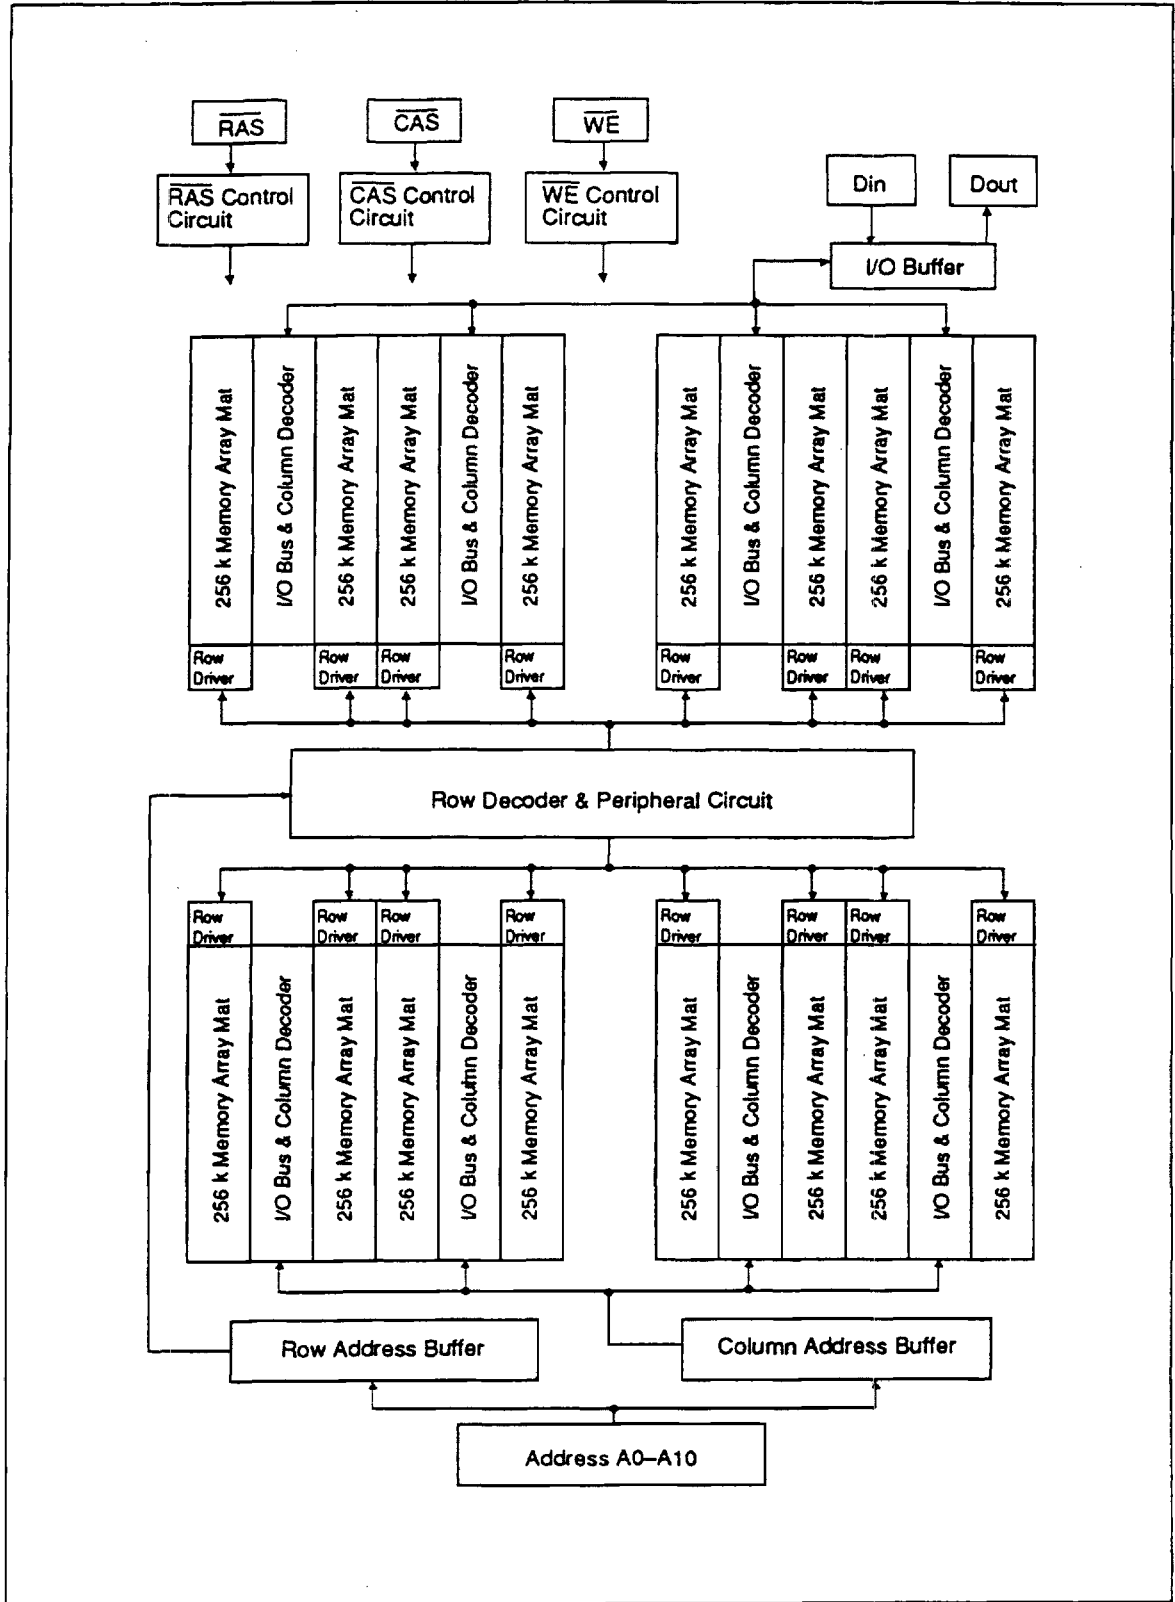 R̅A̅S̅
C̅A̅S̅
W̅E̅
R̅A̅S̅ Control
Circuit
C̅A̅S̅ Control
Circuit
W̅E̅ Control
Circuit
Din
Dout
I/O Buffer
256 k Memory Array Mat
I/O Bus & Column Decoder
256 k Memory Array Mat
256 k Memory Array Mat
I/O Bus & Column Decoder
256 k Memory Array Mat
256 k Memory Array Mat
I/O Bus & Column Decoder
256 k Memory Array Mat
256 k Memory Array Mat
I/O Bus & Column Decoder
256 k Memory Array Mat
Row
Driver
Row
Driver
Row
Driver
Row
Driver
Row
Driver
Row
Driver
Row
Driver
Row
Driver
Row Decoder & Peripheral Circuit
Row
Driver
Row
Driver
Row
Driver
Row
Driver
Row
Driver
Row
Driver
Row
Driver
Row
Driver
256 k Memory Array Mat
I/O Bus & Column Decoder
256 k Memory Array Mat
256 k Memory Array Mat
I/O Bus & Column Decoder
256 k Memory Array Mat
256 k Memory Array Mat
I/O Bus & Column Decoder
256 k Memory Array Mat
256 k Memory Array Mat
I/O Bus & Column Decoder
256 k Memory Array Mat
Row Address Buffer
Column Address Buffer
Address A0–A10